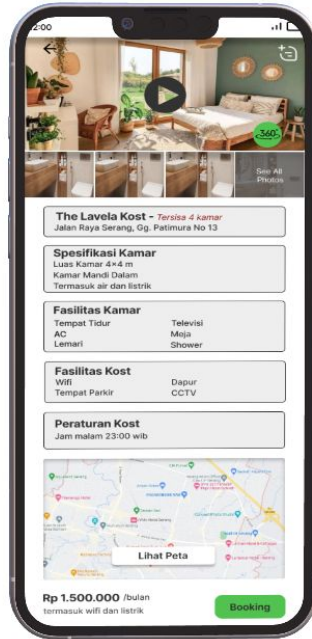 2:00
360°
See All
Photos
The Lavela Kost - Tersisa 4 kamar
Jalan Raya Serang, Gg. Patimura No 13
Spesifikasi Kamar
Luas Kamar 4x4 m
Kamar Mandi Dalam
Termasuk air dan listrik
Fasilitas Kamar
Tempat Tidur Televisi
AC Meja
Lemari Shower
Fasilitas Kost
Wifi Dapur
Tempat Parkir CCTV
Peraturan Kost
Jam malam 23:00 wib
Lihat Peta
Rp 1.500.000 /bulan
termasuk wifi dan listrik
Booking